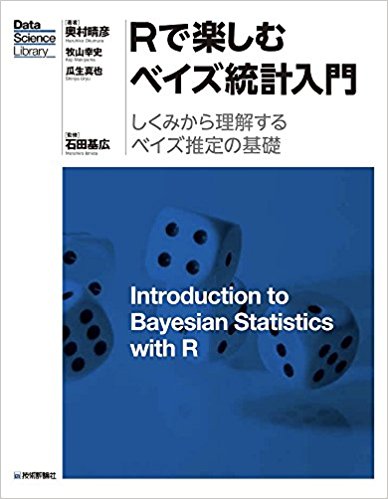 Data
Science
Library
[著者]
奥村晴彦
Haruhiko Okumura
牧山幸史
Koji Makiyama
瓜生真也
Shinya Uryu
[監修]
石田基広
Motohiro Ishida
Rで楽しむ
ベイズ統計入門
しくみから理解する
ベイズ推定の基礎
Introduction to
Bayesian Statistics
with R
技術評論社